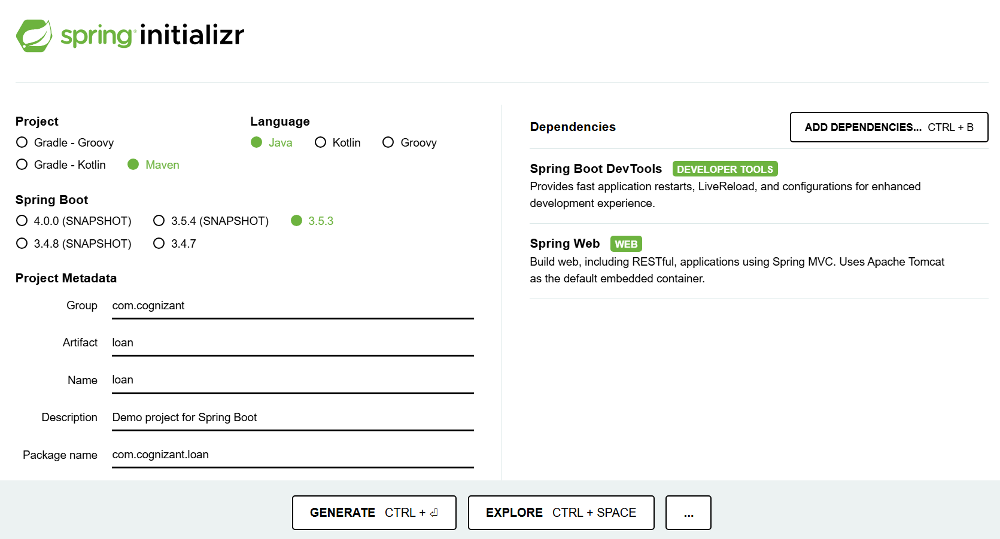 spring initializr
Project
Gradle - Groovy
Gradle - Kotlin Maven
Language
Java Kotlin Groovy
Spring Boot
4.0.0 (SNAPSHOT) 3.5.4 (SNAPSHOT) 3.5.3
3.4.8 (SNAPSHOT) 3.4.7
Project Metadata
Group com.cognizant
Artifact loan
Name loan
Description Demo project for Spring Boot
Package name com.cognizant.loan
Dependencies
ADD DEPENDENCIES... CTRL + B
Spring Boot DevTools DEVELOPER TOOLS
Provides fast application restarts, LiveReload, and configurations for enhanced
development experience.
Spring Web WEB
Build web, including RESTful, applications using Spring MVC. Uses Apache Tomcat
as the default embedded container.
GENERATE CTRL + ⏎
EXPLORE CTRL + SPACE
...